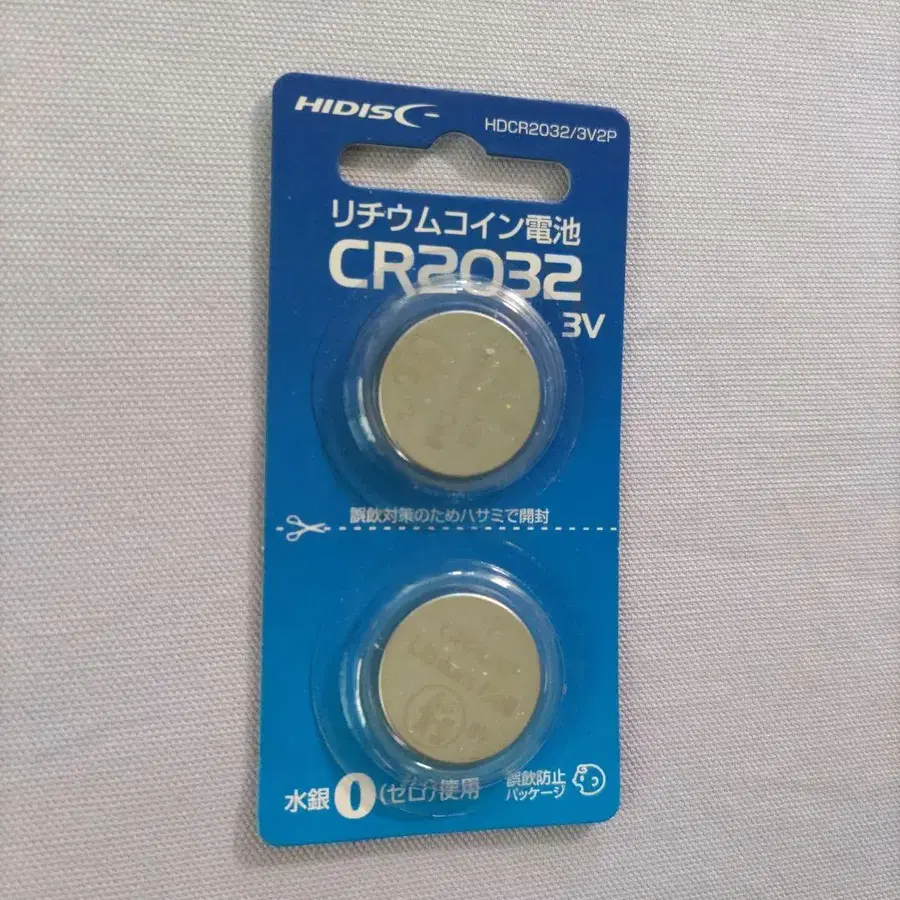 HIDISC
HDCR2032/3V2P
リチウムコイン電池
CR2032
3V
誤飲対策のためハサミで開封
水銀0(ゼロ)使用
誤飲防止
パッケージ